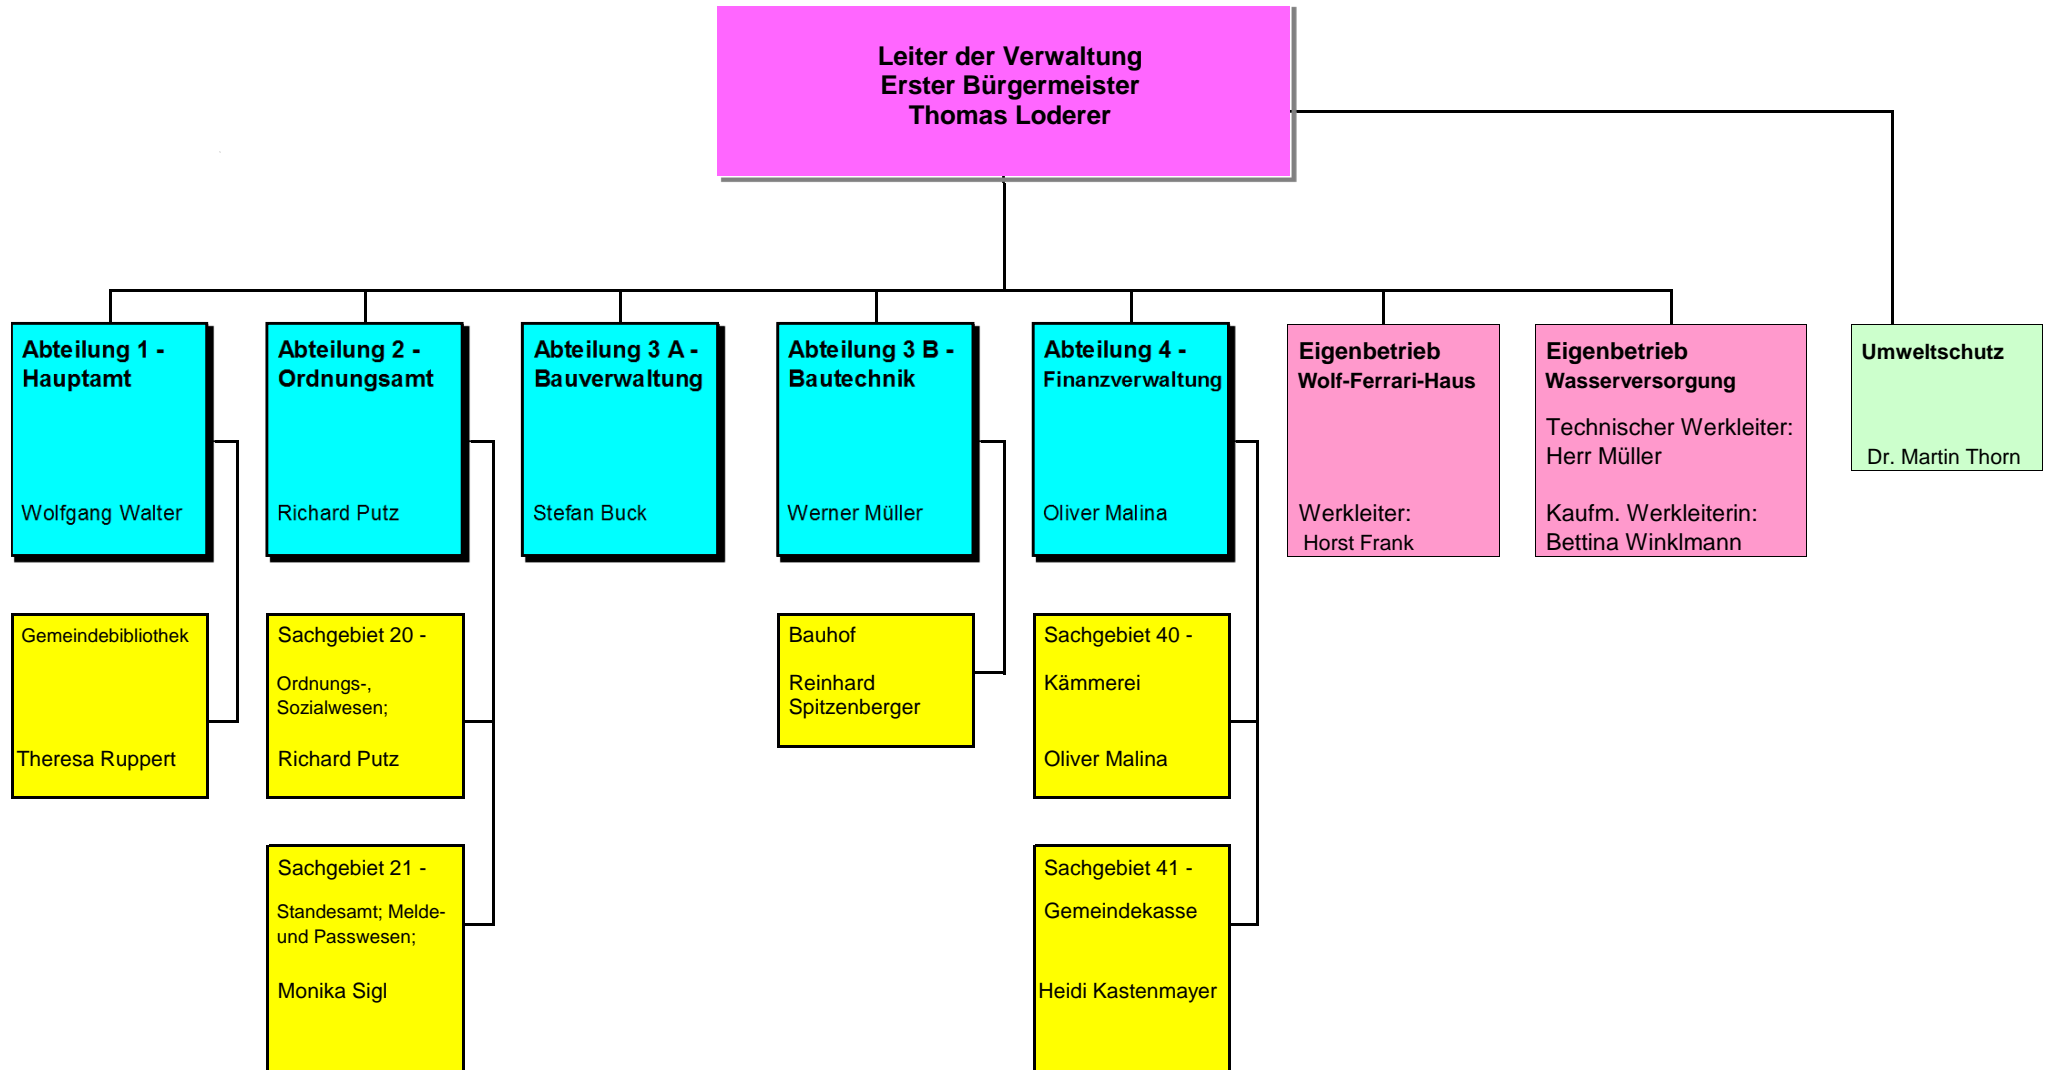 Leiter der Verwaltung
Erster Bürgermeister
Thomas Loderer
Abteilung 1 -
Hauptamt
Wolfgang Walter
Abteilung 2 -
Ordnungsamt
Richard Putz
Abteilung 3 A -
Bauverwaltung
Stefan Buck
Abteilung 3 B -
Bautechnik
Werner Müller
Abteilung 4 -
Finanzverwaltung
Oliver Malina
Eigenbetrieb
Wolf-Ferrari-Haus
Werkleiter:
Horst Frank
Eigenbetrieb
Wasserversorgung
Technischer Werkleiter:
Herr Müller
Kaufm. Werkleiterin:
Bettina Winklmann
Umweltschutz
Dr. Martin Thorn
Gemeindebibliothek
Theresa Ruppert
Sachgebiet 20 -
Ordnungs-,
Sozialwesen;
Richard Putz
Bauhof
Reinhard
Spitzenberger
Sachgebiet 40 -
Kämmerei
Oliver Malina
Sachgebiet 21 -
Standesamt; Melde-
und Passwesen;
Monika Sigl
Sachgebiet 41 -
Gemeindekasse
Heidi Kastenmayer